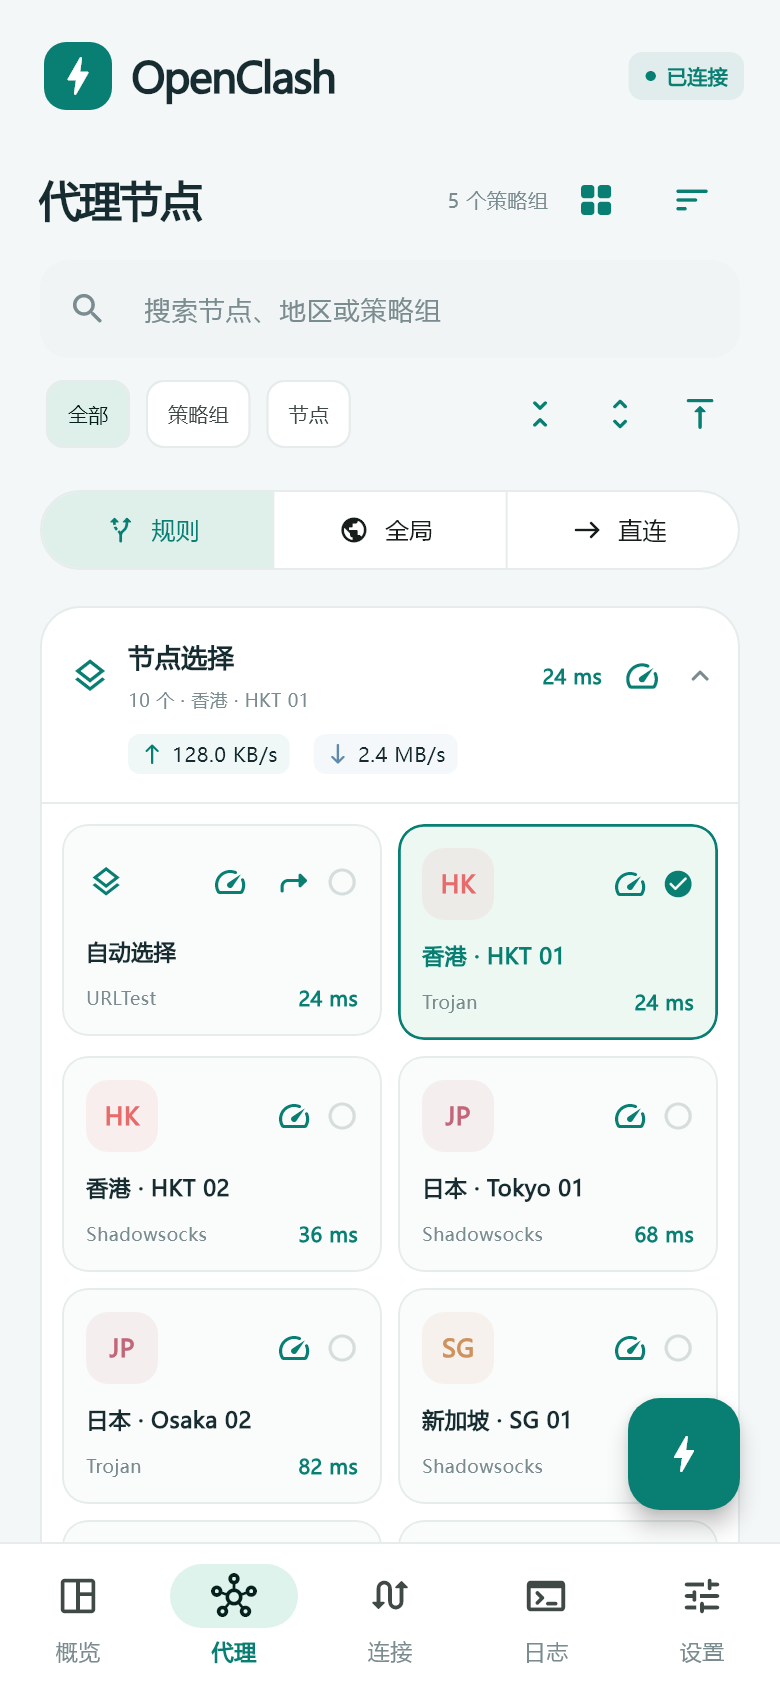 OpenClash
已连接
代理节点
5 个策略组
搜索节点、地区或策略组
全部
策略组
节点
规则
全局
直连
节点选择
10 个 · 香港 · HKT 01
24 ms
128.0 KB/s
2.4 MB/s
自动选择
URLTest
24 ms
HK
香港 · HKT 01
Trojan
24 ms
HK
香港 · HKT 02
Shadowsocks
36 ms
JP
日本 · Tokyo 01
Shadowsocks
68 ms
JP
日本 · Osaka 02
Trojan
82 ms
SG
新加坡 · SG 01
Shadowsocks
概览
代理
连接
日志
设置